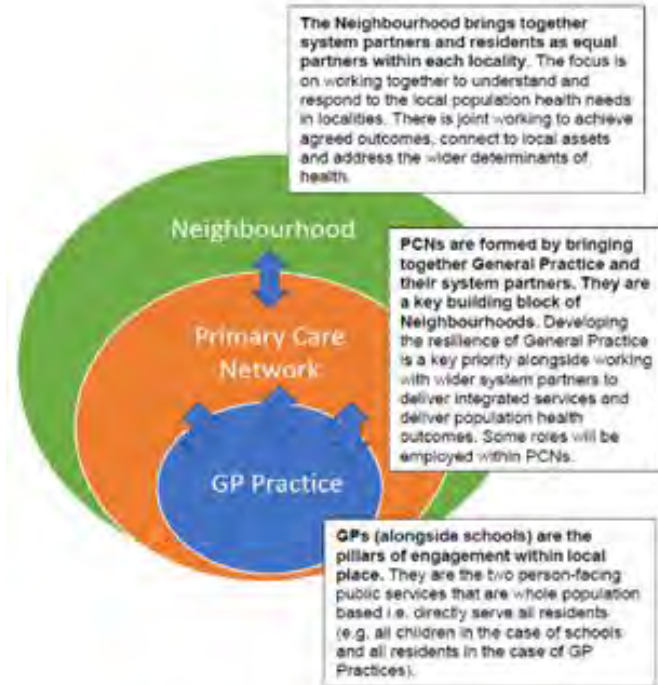 The Neighbourhood brings together
system partners and residents as equal
partners within each locality. The focus is
on working together to understand and
respond to the local population health needs
in localities. There is joint working to achieve
agreed outcomes, connect to local assets
and address the wider determinants of
health.
Neighbourhood
PCNs are formed by bringing
together General Practice and
their system partners. They are
a key building block of
Neighbourhoods. Developing
the resilience of General Practice
is a key priority alongside working
with wider system partners to
deliver integrated services and
deliver population health
outcomes. Some roles will be
employed within PCNs.
Primary Care
Network
GP Practice
GPs (alongside schools) are the
pillars of engagement within local
place. They are the two person-facing
public services that are whole population
based i.e. directly serve all residents
(e.g. all children in the case of schools
and all residents in the case of GP
Practices).